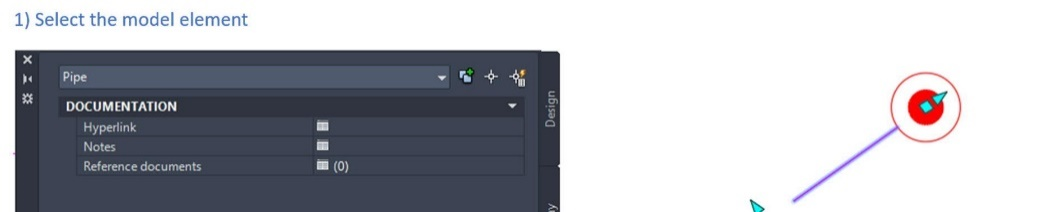 1) Select the model element
Pipe
DOCUMENTATION
Hyperlink
Notes
Reference documents (0)
Design